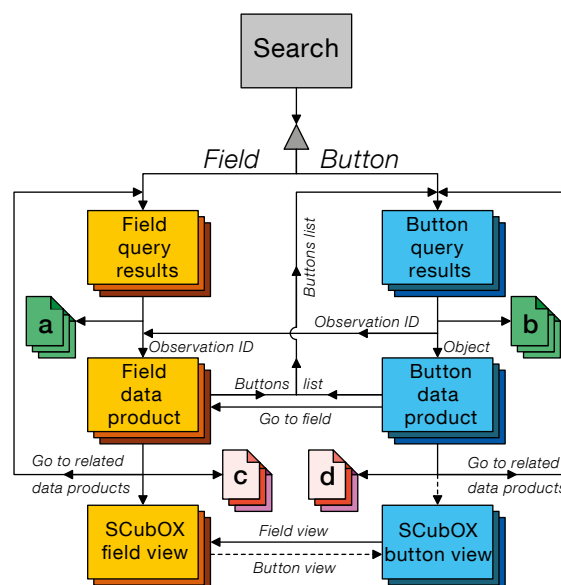 Search
Field
Button
Field
query
results
Button
query
results
Buttons list
a
b
Observation ID
Observation ID
Object
Field
data
product
Buttons list
Go to field
Button
data
product
Go to related
data products
c
d
Go to related
data products
SCubOX
field view
Field view
Button view
SCubOX
button view